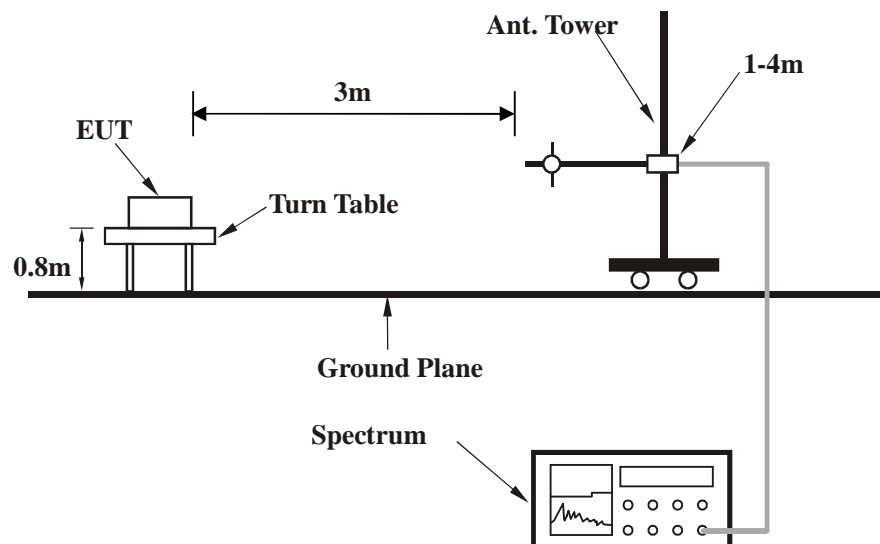 Ant. Tower
1-4m
3m
EUT
Turn Table
0.8m
Ground Plane
Spectrum